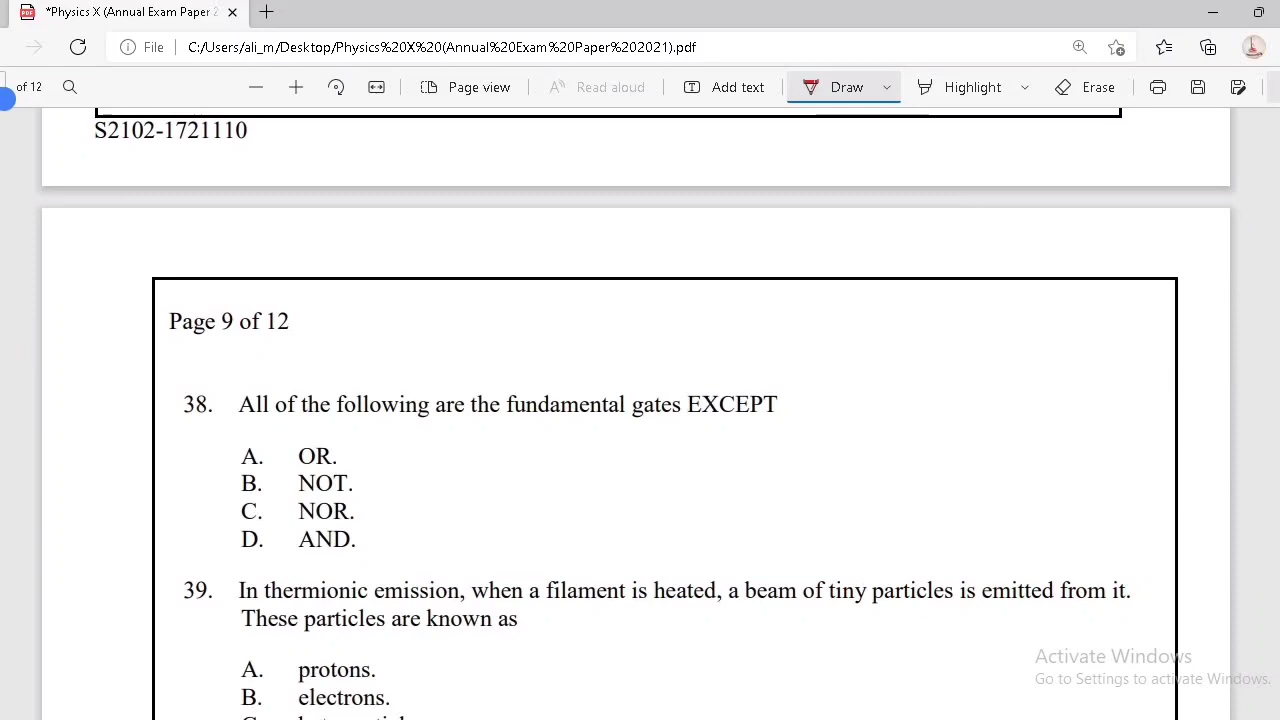 *Physics X (Annual Exam Paper 2
File
C:/Users/ali_m/Desktop/Physics%20X%20(Annual%20Exam%20Paper%202021).pdf
of 12
Page view
Read aloud
Add text
Draw
Highlight
Erase
S2102-1721110
Page 9 of 12
38. All of the following are the fundamental gates EXCEPT
A. OR.
B. NOT.
C. NOR.
D. AND.
39. In thermionic emission, when a filament is heated, a beam of tiny particles is emitted from it.
These particles are known as
A. protons.
B. electrons.
Activate Windows
Go to Settings to activate Windows.